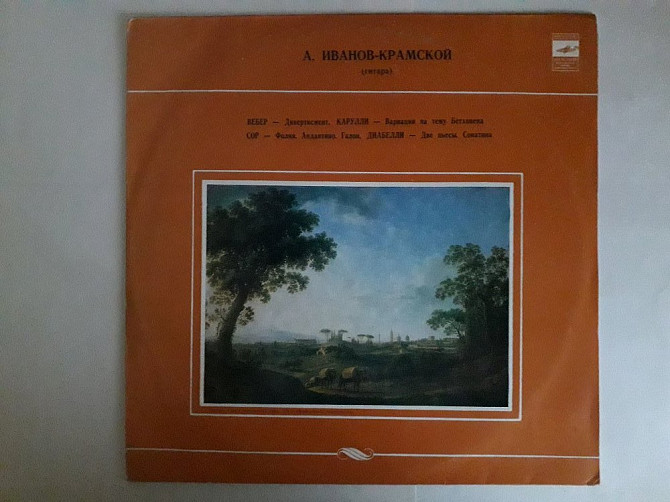 А. ИВАНОВ-КРАМСКОЙ
(гитара)
ВЕБЕР — Дивертисмент, КАРУЛЛИ — Вариации на тему Бетховена
СОР — Фолия, Андантино, Галоп, ДИАБЕЛЛИ — Две пьесы, Сонатина